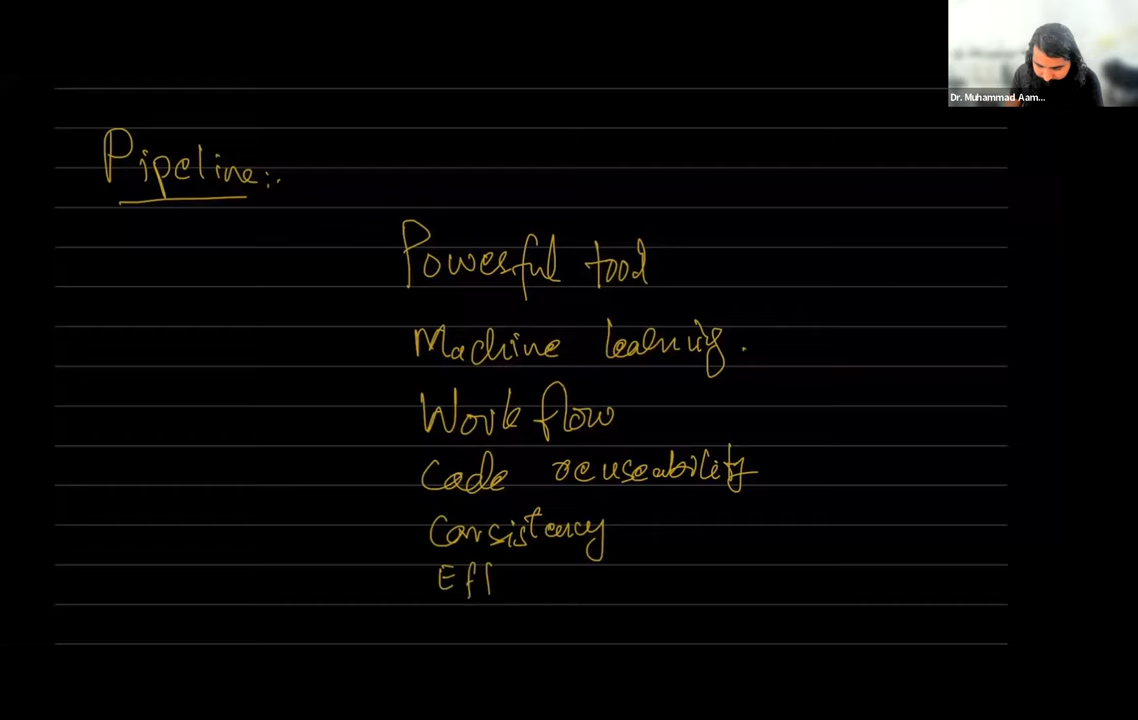 Dr. Muhammad Aam...
Pipeline:.
Powerful tool
Machine learning.
Work flow
Code reuseability
Consistency
Eff